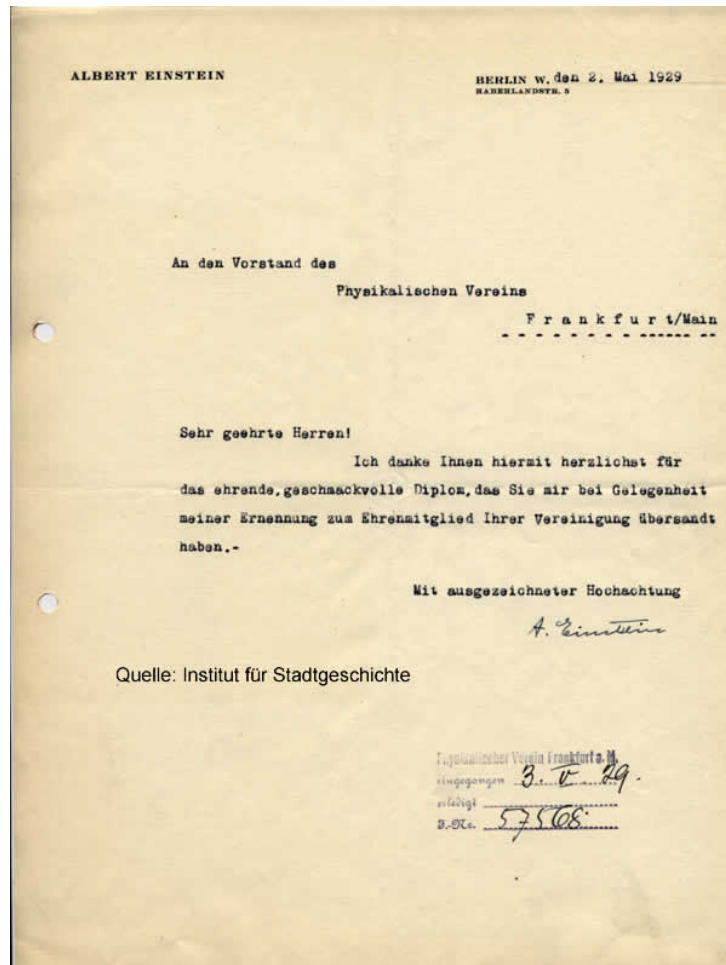 ALBERT EINSTEIN
BERLIN W. den 2. Mai 1929
HABERLANDSTR. 5
An den Vorstand des
Physikalischen Vereins
F r a n k f u r t/Main
Sehr geehrte Herren!
Ich danke Ihnen hiermit herzlichst für
das ehrende,geschmackvolle Diplom,das Sie mir bei Gelegenheit
meiner Ernennung zum Ehrenmitglied Ihrer Vereinigung übersandt
haben.-
Mit ausgezeichneter Hochachtung
A. Einstein
Quelle: Institut für Stadtgeschichte
Physikalischer Verein Frankfurt a. M.
eingegangen 3. V. 29.
erledigt
J.-Nr. 57568